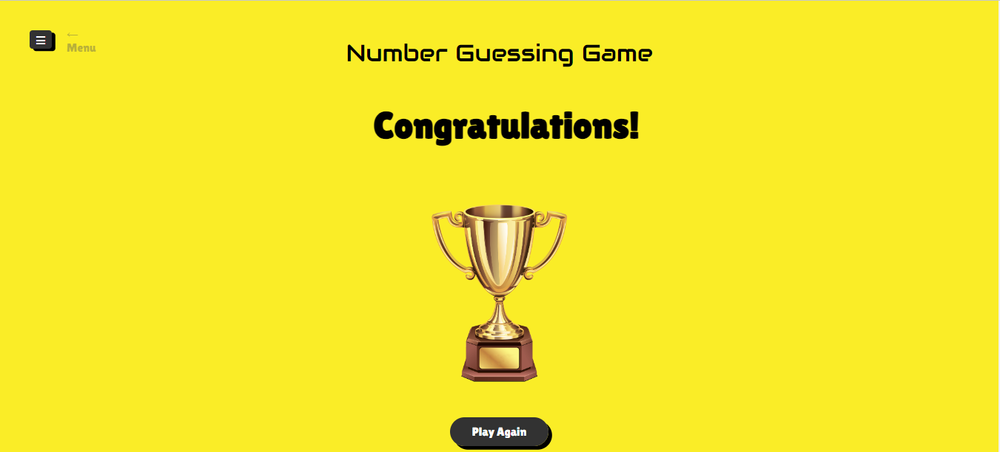 ←
Menu
Number Guessing Game
Congratulations!
Play Again